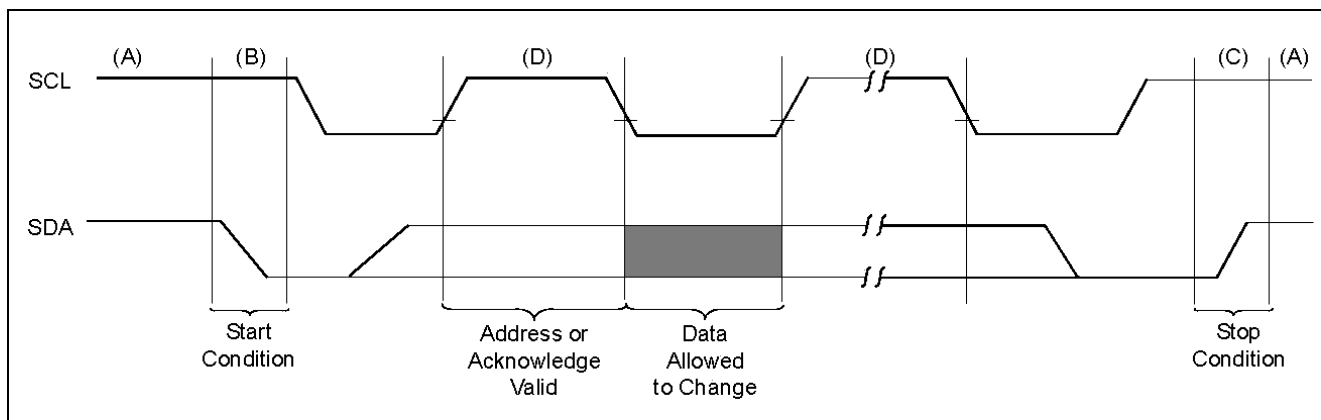 (A) (B) (D) (D) (C) (A)
SCL
SDA
Start
Condition
Address or
Acknowledge
Valid
Data
Allowed
to Change
Stop
Condition